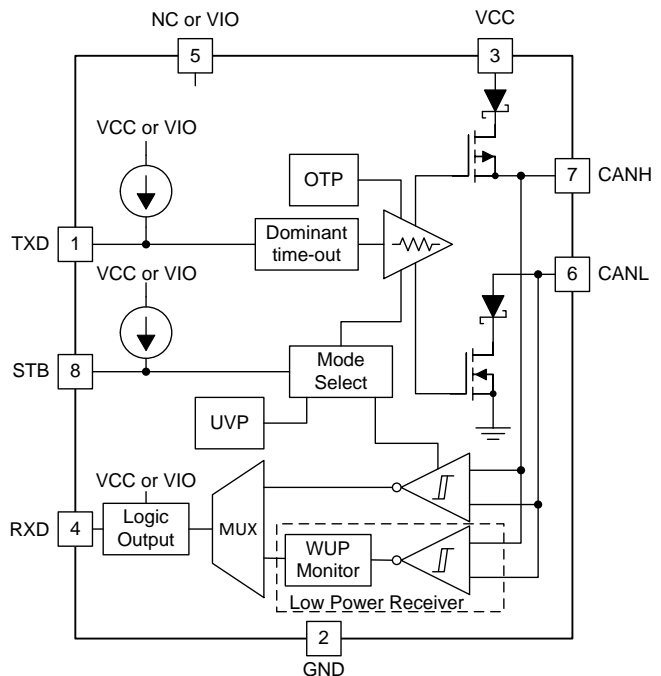 NC or VIO
VCC
5
3
VCC or VIO
OTP
7
CANH
TXD
1
Dominant
time-out
VCC or VIO
6
CANL
STB
8
Mode
Select
UVP
VCC or VIO
RXD
4
Logic
Output
MUX
WUP
Monitor
Low Power Receiver
2
GND